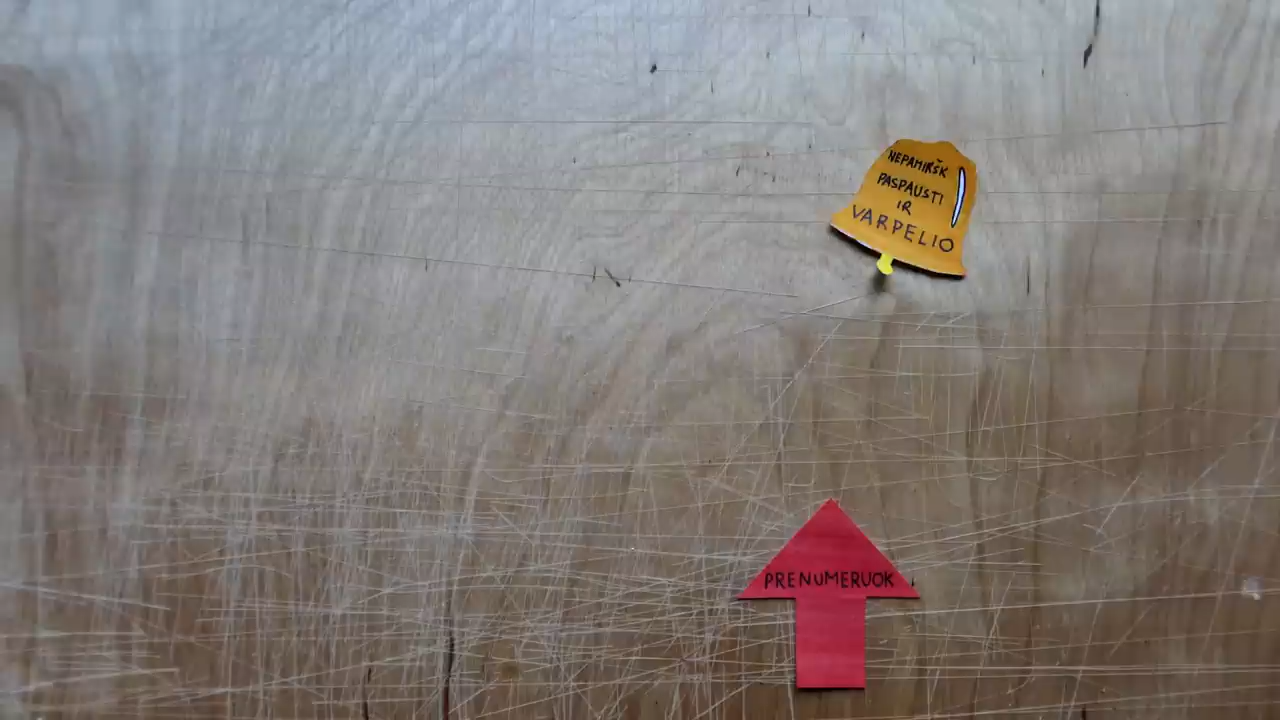 NEPAMIRŠK
PASPAUSTI
IR
VARPELIO
PRENUMERUOK